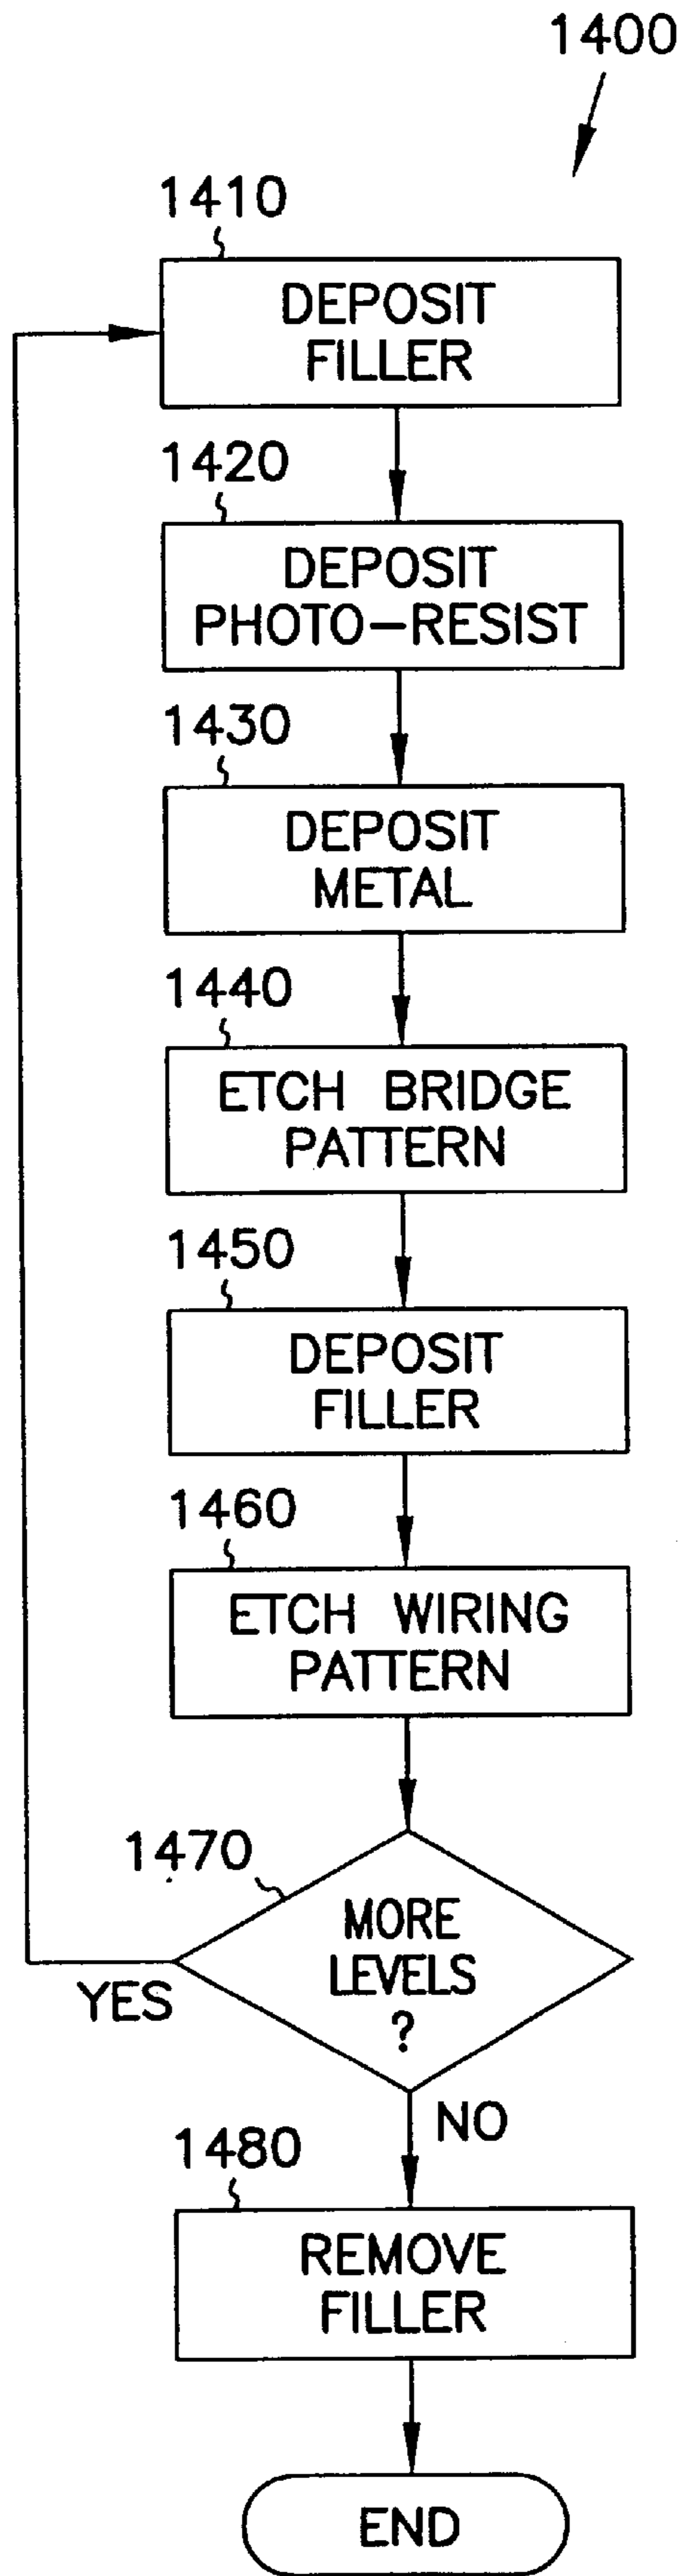 1400
1410
DEPOSIT
FILLER
1420
DEPOSIT
PHOTO-RESIST
1430
DEPOSIT
METAL
1440
ETCH BRIDGE
PATTERN
1450
DEPOSIT
FILLER
1460
ETCH WIRING
PATTERN
1470
MORE
LEVELS
?
YES
NO
1480
REMOVE
FILLER
END